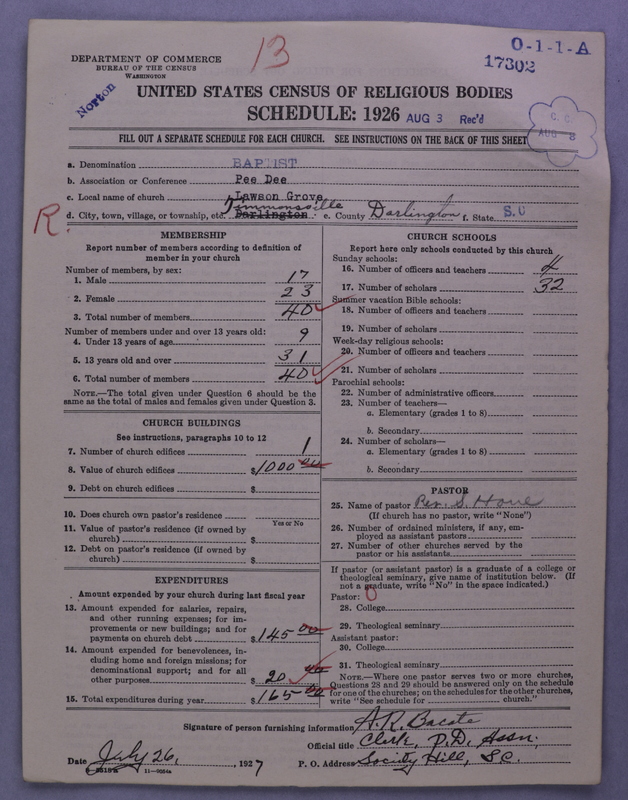 13
O-1-1-A
17302
DEPARTMENT OF COMMERCE
BUREAU OF THE CENSUS
WASHINGTON
Norton
UNITED STATES CENSUS OF RELIGIOUS BODIES
SCHEDULE: 1926 AUG 3 Rec'd
C. C.
AUG 3
FILL OUT A SEPARATE SCHEDULE FOR EACH CHURCH. SEE INSTRUCTIONS ON THE BACK OF THIS SHEET
a. Denomination BAPTIST
b. Association or Conference Pee Dee
c. Local name of church Lawson Grove
Timmonsville
d. City, town, village, or township, etc. Darlington e. County Darlington f. State S.C
R
MEMBERSHIP
Report number of members according to definition of member in your church
Number of members, by sex:
1. Male 17
2. Female 23
3. Total number of members 40
Number of members under and over 13 years old:
4. Under 13 years of age 9
5. 13 years old and over 31
6. Total number of members 40
NOTE.—The total given under Question 6 should be the same as the total of males and females given under Question 3.
CHURCH BUILDINGS
See instructions, paragraphs 10 to 12
7. Number of church edifices 1
8. Value of church edifices $1000 00
9. Debt on church edifices $
10. Does church own pastor's residence
Yes or No
11. Value of pastor's residence (if owned by church) $
12. Debt on pastor's residence (if owned by church) $
EXPENDITURES
Amount expended by your church during last fiscal year
13. Amount expended for salaries, repairs, and other running expenses; for improvements or new buildings; and for payments on church debt $145 00
14. Amount expended for benevolences, including home and foreign missions; for denominational support; and for all other purposes $20 00
15. Total expenditures during year $165 00
CHURCH SCHOOLS
Report here only schools conducted by this church
Sunday schools:
16. Number of officers and teachers 4
17. Number of scholars 32
Summer vacation Bible schools:
18. Number of officers and teachers
19. Number of scholars
Week-day religious schools:
20. Number of officers and teachers
21. Number of scholars
Parochial schools:
22. Number of administrative officers
23. Number of teachers—
a. Elementary (grades 1 to 8)
b. Secondary
24. Number of scholars—
a. Elementary (grades 1 to 8)
b. Secondary
PASTOR
25. Name of pastor Rev. S. Hone
(If church has no pastor, write "None")
26. Number of ordained ministers, if any, employed as assistant pastors
27. Number of other churches served by the pastor or his assistants
If pastor (or assistant pastor) is a graduate of a college or theological seminary, give name of institution below. (If not a graduate, write "No" in the space indicated.)
Pastor: 0
28. College
29. Theological seminary
Assistant pastor:
30. College
31. Theological seminary
NOTE.—Where one pastor serves two or more churches, Questions 28 and 29 should be answered only on the schedule for one of the churches; on the schedules for the other churches, write "See schedule for church."
Signature of person furnishing information A. R. Bacote
Official title Clerk, P.D. Assn.
Date July 26, 1927 P. O. Address Society Hill, S.C.
11—9004a